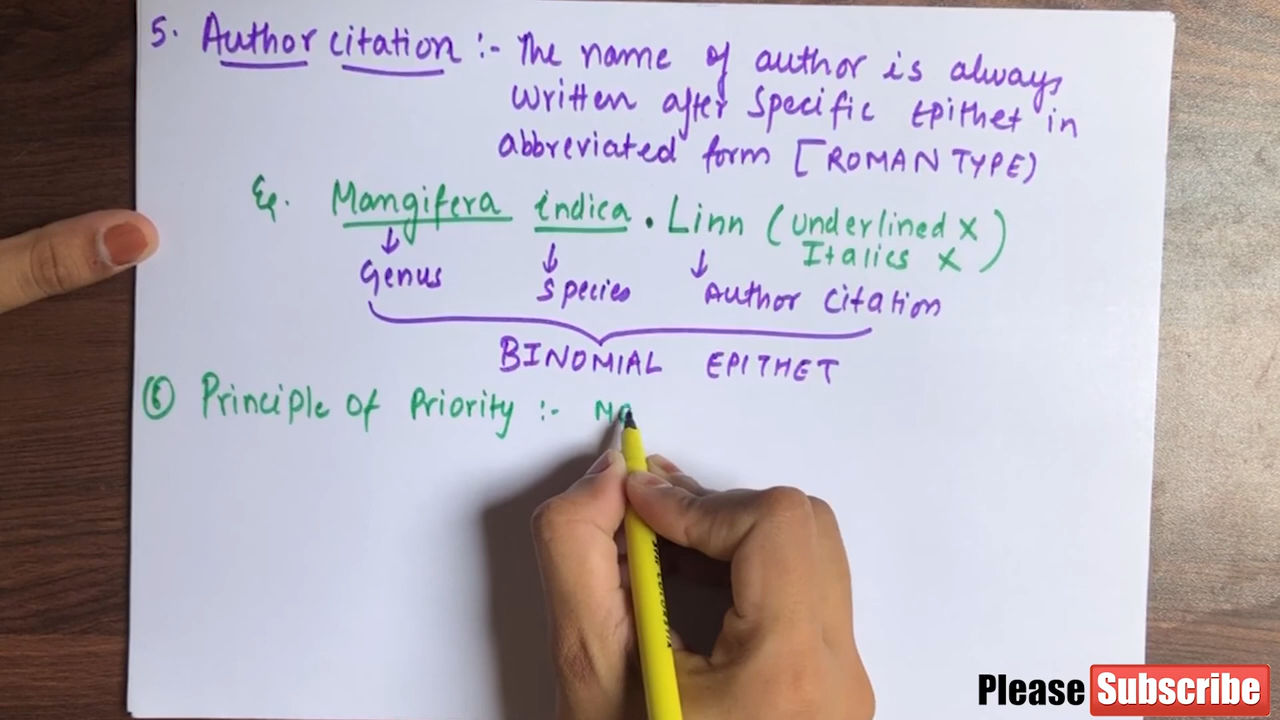 5. Author citation :- The name of author is always
written after Specific Epithet in
abbreviated form [ROMAN TYPE)
Eg. Mangifera indica . Linn (underlined x
Italics x )
Genus Species Author Citation
BINOMIAL EPITHET
⑥ Principle of Priority :- NO
Please Subscribe